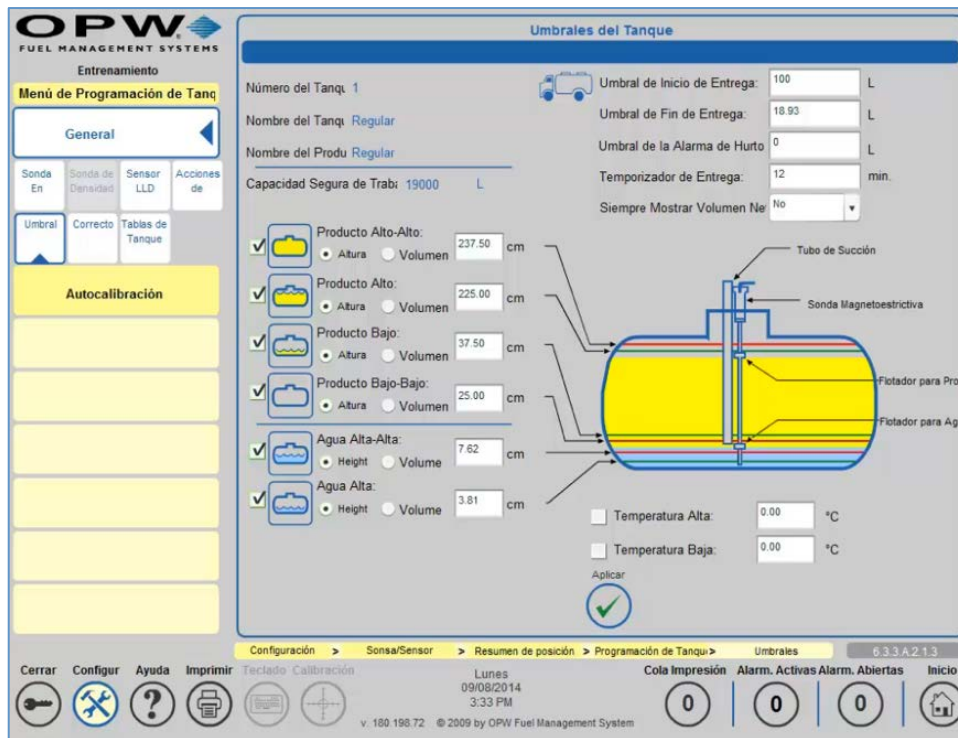 OPW
FUEL MANAGEMENT SYSTEMS
Entrenamiento
Menú de Programación de Tanq
General
Sonda En
Sonda de Densidad
Sensor LLD
Acciones de
Umbral
Correcto
Tablas de Tanque
Autocalibración
Umbrales del Tanque
Número del Tanqu 1
Nombre del Tanqu Regular
Nombre del Produ Regular
Capacidad Segura de Traba 19000 L
Umbral de Inicio de Entrega: 100 L
Umbral de Fin de Entrega: 18.93 L
Umbral de la Alarma de Hurto 0 L
Temporizador de Entrega: 12 min.
Siempre Mostrar Volumen Ne No
Producto Alto-Alto:
Altura Volumen 237.50 cm
Producto Alto:
Altura Volumen 225.00 cm
Producto Bajo:
Altura Volumen 37.50 cm
Producto Bajo-Bajo:
Altura Volumen 25.00 cm
Agua Alta-Alta:
Height Volume 7.62 cm
Agua Alta:
Height Volume 3.81 cm
Tubo de Succión
Sonda Magnetoestrictiva
Flotador para Pro
Flotador para Ag
Temperatura Alta: 0.00 °C
Temperatura Baja: 0.00 °C
Aplicar
Configuración > Sonsa/Sensor > Resumen de posición > Programación de Tanqu> Umbrales 6.3.3.A.2.1.3
Cerrar Configur Ayuda Imprimir Teclado Calibración
Lunes
09/08/2014
3:33 PM
v. 180.198.72 © 2009 by OPW Fuel Management System
Cola Impresión Alarm. Activas Alarm. Abiertas Inicio
0 0 0